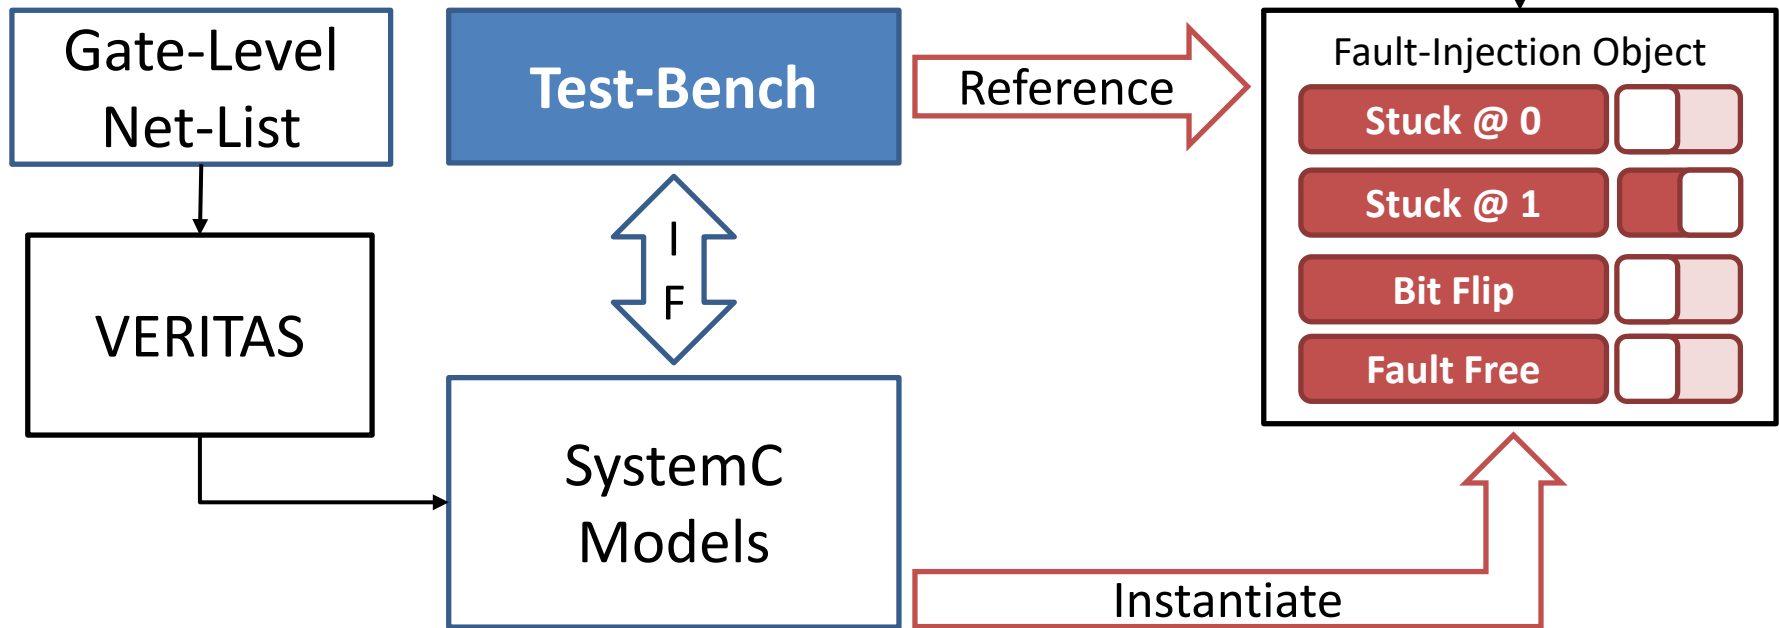 Gate-Level
Net-List
VERITAS
Test-Bench
I
F
SystemC
Models
Reference
Instantiate
Fault-Injection Object
Stuck @ 0
Stuck @ 1
Bit Flip
Fault Free